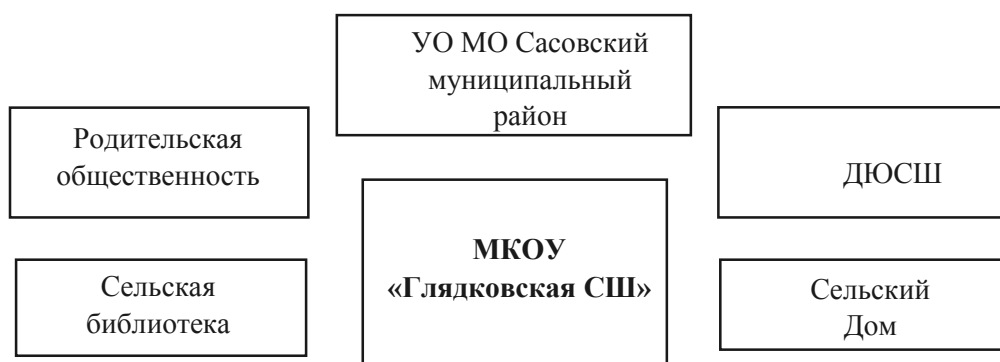 УО МО Сасовский
муниципальный
район
Родительская
общественность
ДЮСШ
МКОУ
«Глядковская СШ»
Сельская
библиотека
Сельский
Дом